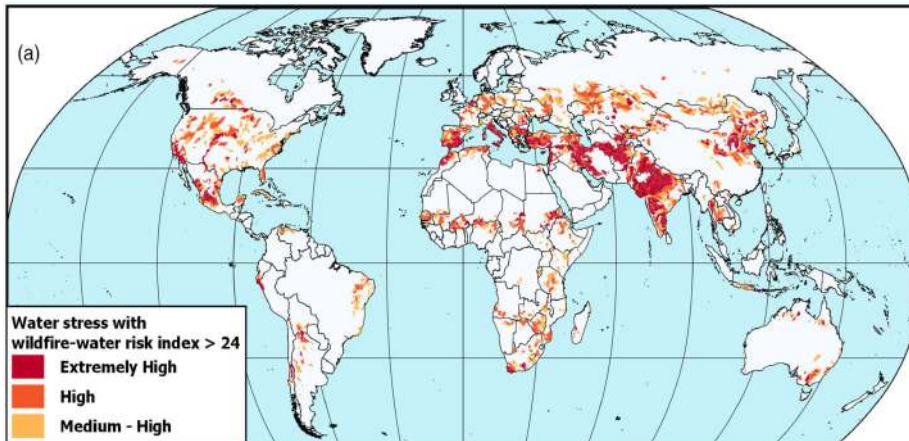 (a)
Water stress with
wildfire-water risk index > 24
Extremely High
High
Medium - High